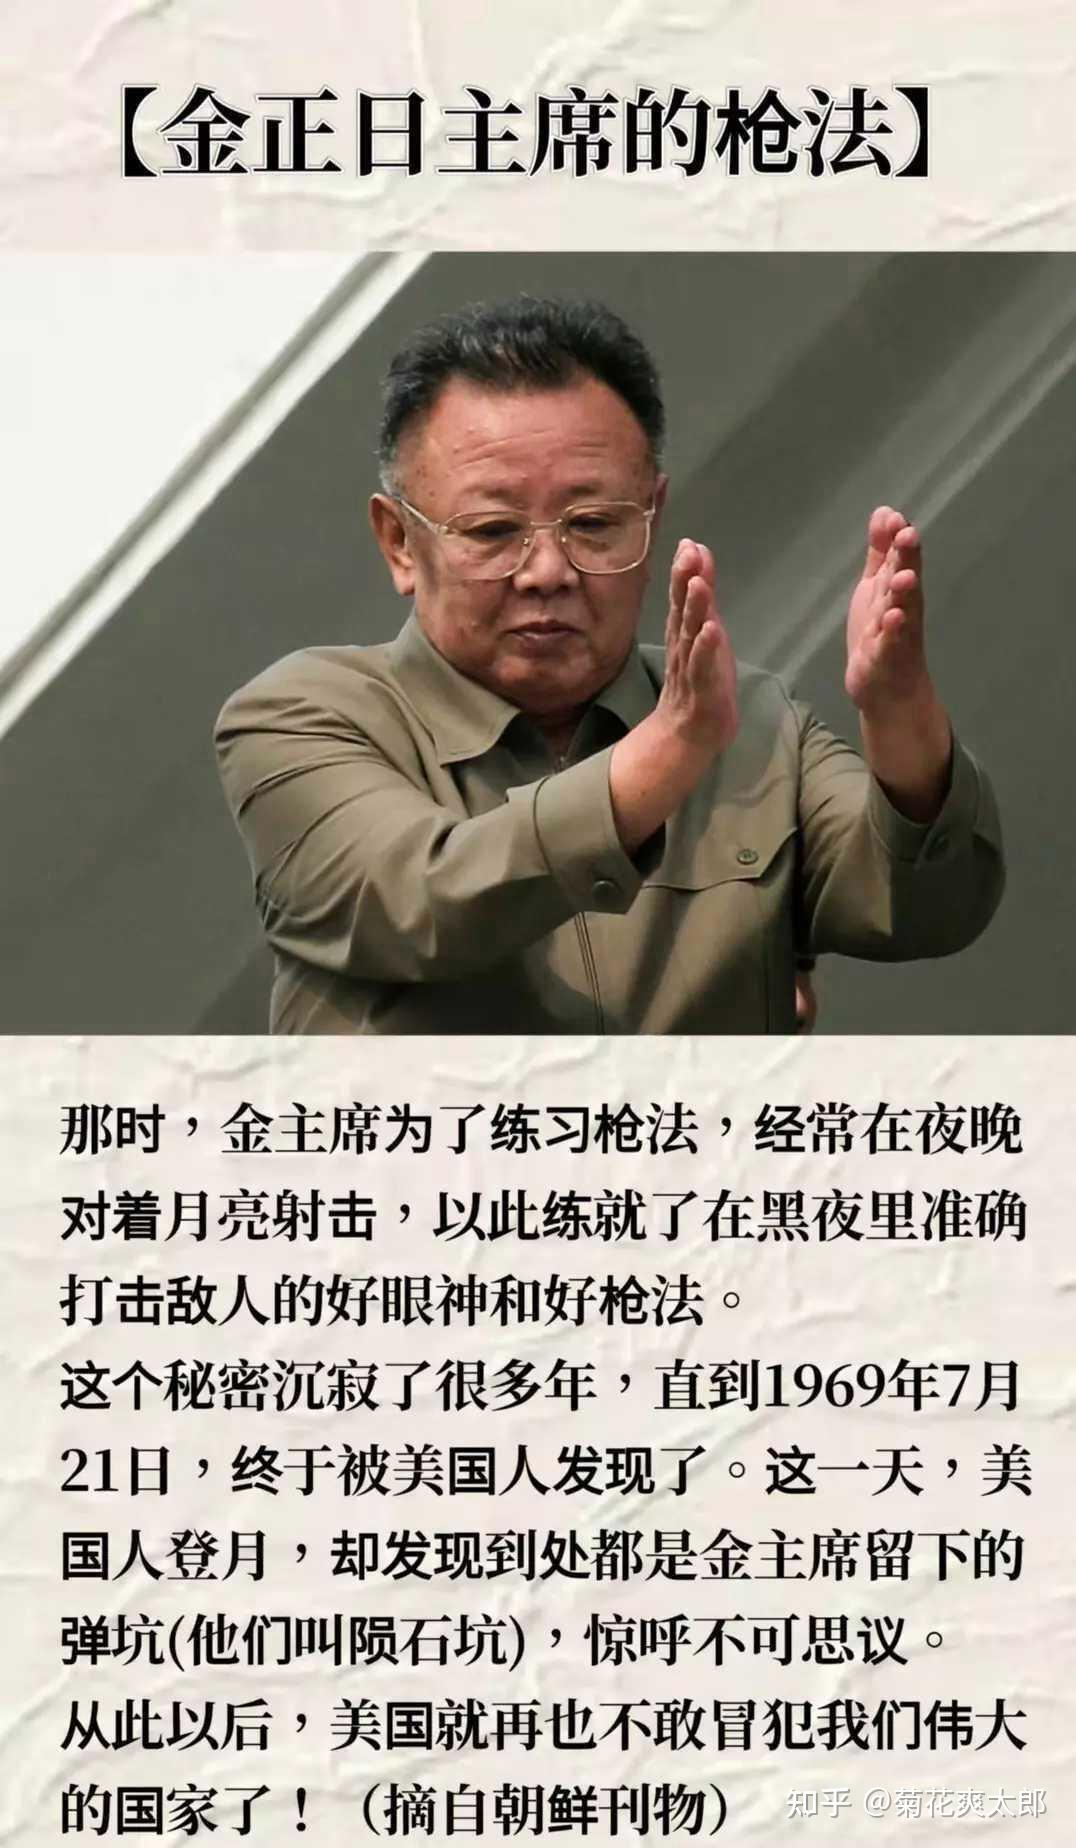 【金正日主席的枪法】
那时，金主席为了练习枪法，经常在夜晚
对着月亮射击，以此练就了在黑夜里准确
打击敌人的好眼神和好枪法。
这个秘密沉寂了很多年，直到1969年7月
21日，终于被美国人发现了。这一天，美
国人登月，却发现到处都是金主席留下的
弹坑(他们叫陨石坑)，惊呼不可思议。
从此以后，美国就再也不敢冒犯我们伟大
的国家了！（摘自朝鲜刊物）
知乎 @菊花爽太郎